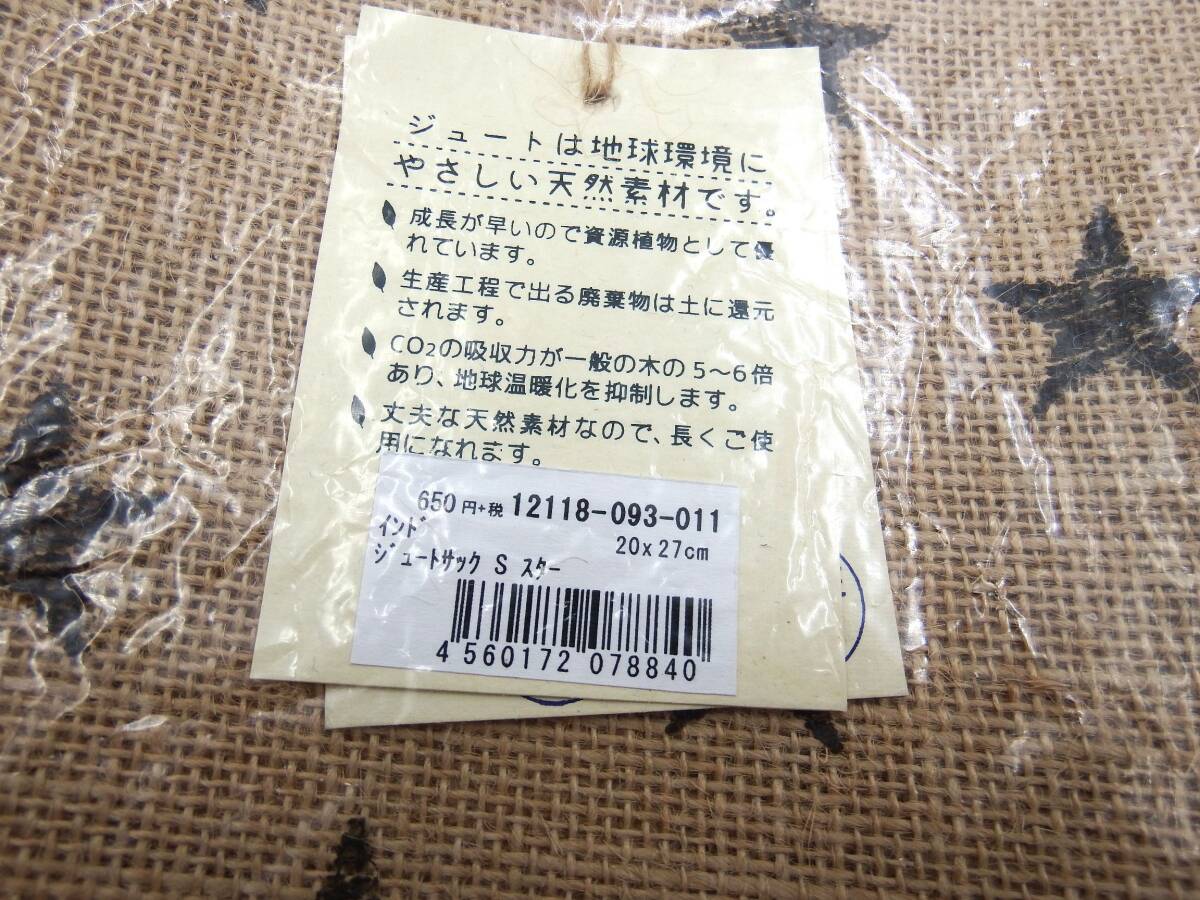 ジュートは地球環境に
やさしい天然素材です。
成長が早いので資源植物として優
れています。
生産工程で出る廃棄物は土に還元
されます。
CO2の吸収力が一般の木の5～6倍
あり、地球温暖化を抑制します。
丈夫な天然素材なので、長くご使
用になれます。
650円+税 12118-093-011
インド 20x27cm
ジュートサック S スター
4 560172 078840